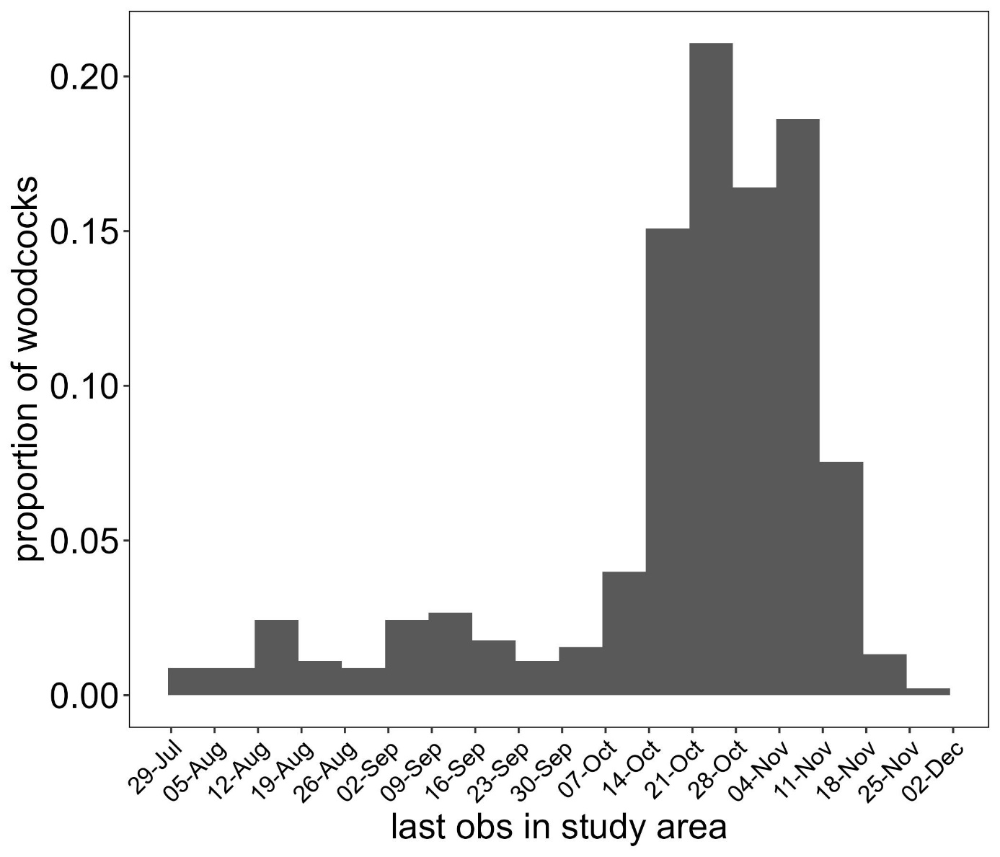 proportion of woodcocks
0.20
0.15
0.10
0.05
0.00
29-Jul
05-Aug
12-Aug
19-Aug
26-Aug
02-Sep
09-Sep
16-Sep
23-Sep
30-Sep
07-Oct
14-Oct
21-Oct
28-Oct
04-Nov
11-Nov
18-Nov
25-Nov
02-Dec
last obs in study area